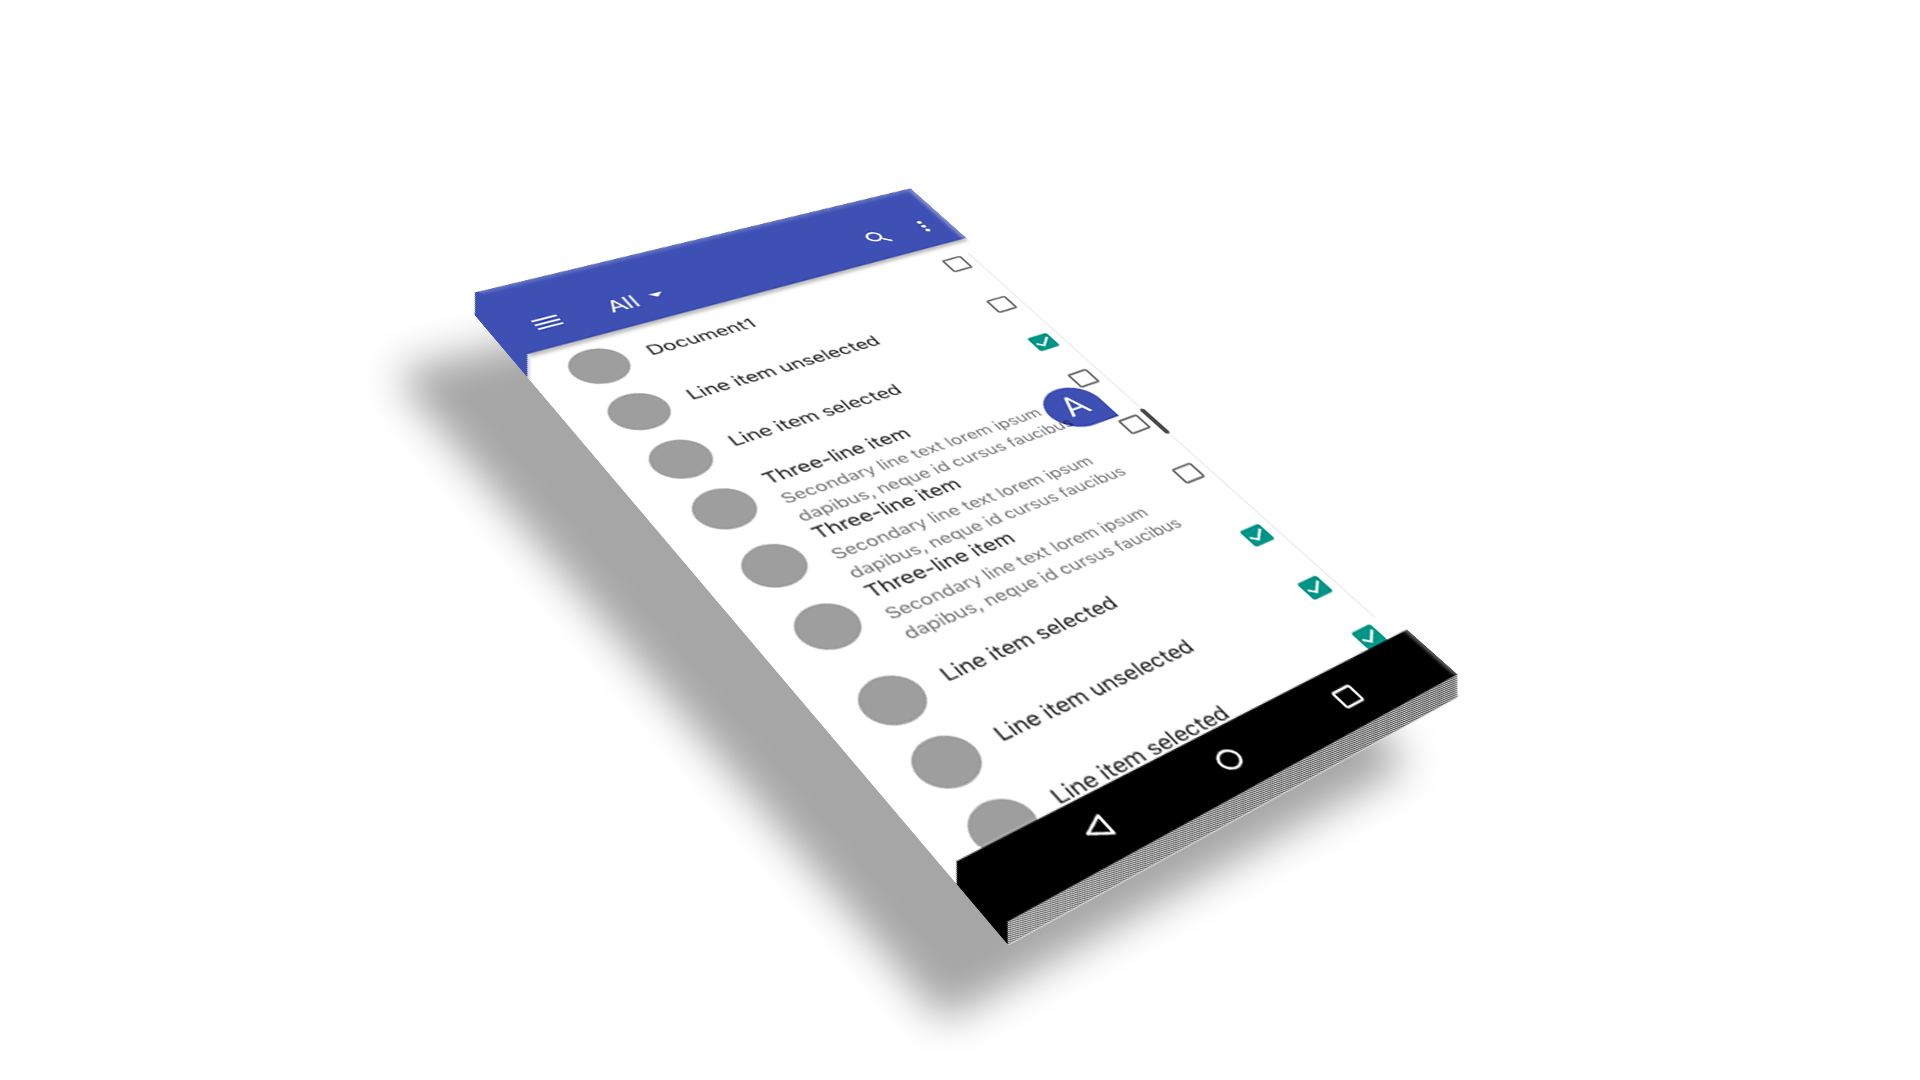 All
Document1
Line item unselected
Line item selected
Three-line item
Secondary line text lorem ipsum
dapibus, neque id cursus faucibus
A
Three-line item
Secondary line text lorem ipsum
dapibus, neque id cursus faucibus
Three-line item
Secondary line text lorem ipsum
dapibus, neque id cursus faucibus
Line item selected
Line item unselected
Line item selected